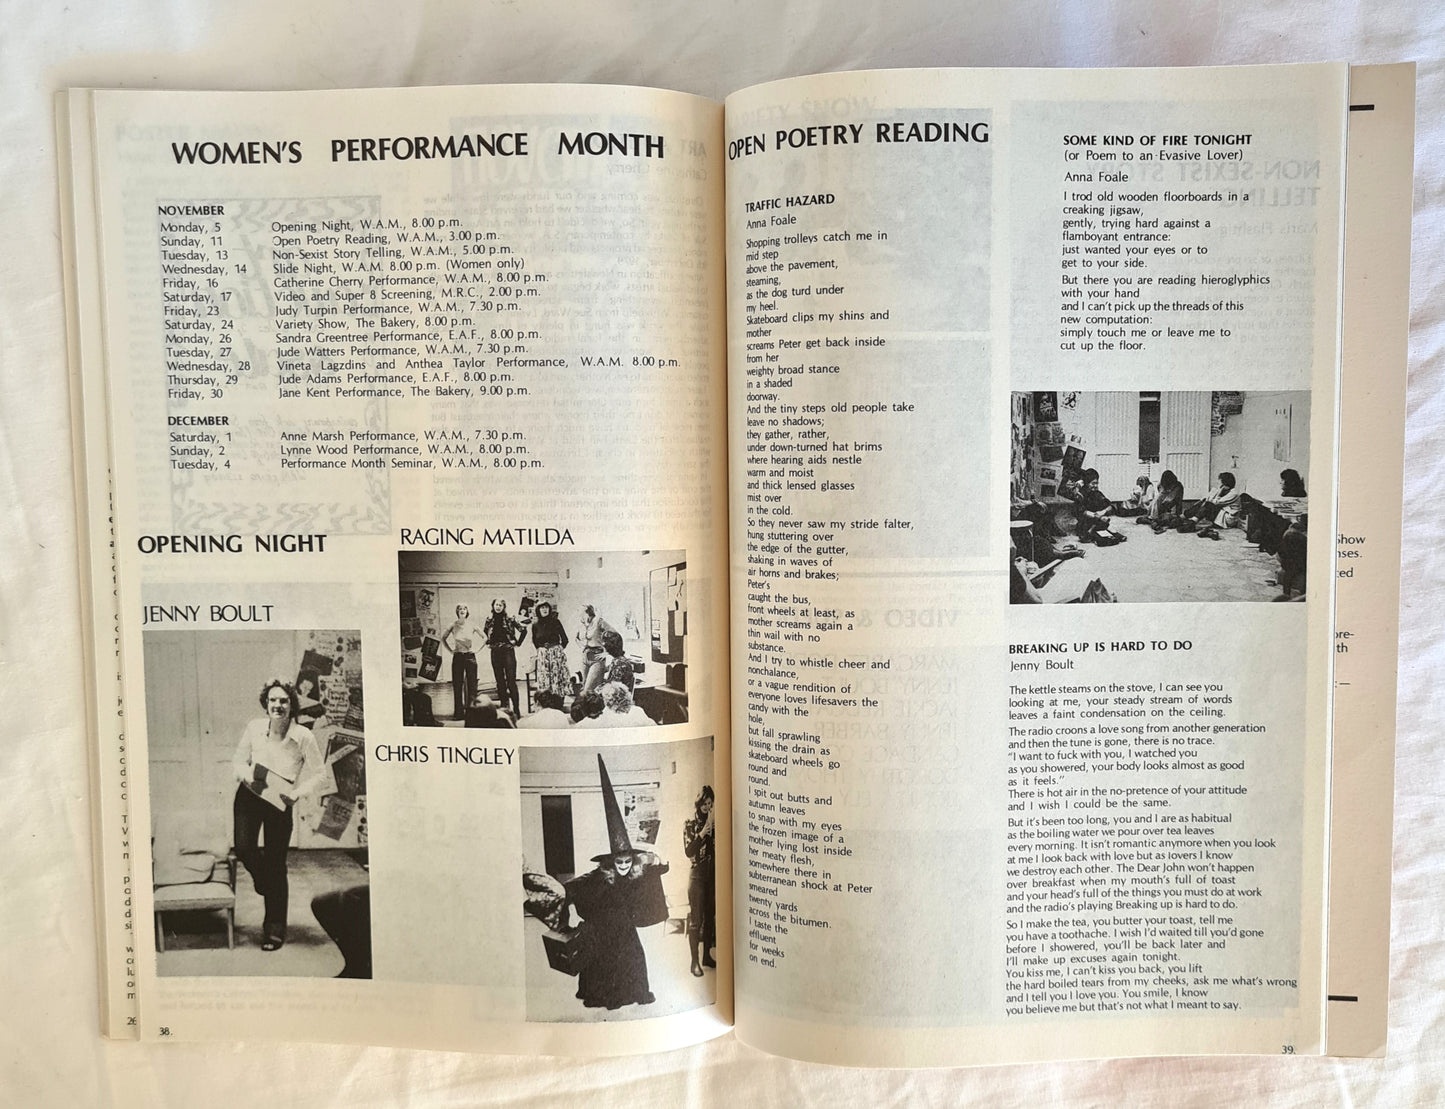 WOMEN'S PERFORMANCE MONTH
NOVEMBER
Monday, 5 Opening Night, W.A.M., 8.00 p.m.
Sunday, 11 Open Poetry Reading, W.A.M., 3.00 p.m.
Tuesday, 13 Non-Sexist Story Telling, W.A.M., 5.00 p.m.
Wednesday, 14 Slide Night, W.A.M. 8.00 p.m. (Women only)
Friday, 16 Catherine Cherry Performance, W.A.M., 8.00 p.m.
Saturday, 17 Video and Super 8 Screening, M.R.C., 2.00 p.m.
Friday, 23 Judy Turpin Performance, W.A.M., 7.30 p.m.
Saturday, 24 Variety Show, The Bakery, 8.00 p.m.
Monday, 26 Sandra Greentree Performance, E.A.F., 8.00 p.m.
Tuesday, 27 Jude Watters Performance, W.A.M., 7.30 p.m.
Wednesday, 28 Vineta Lagzdins and Anthea Taylor Performance, W.A.M. 8.00 p.m.
Thursday, 29 Jude Adams Performance, E.A.F., 8.00 p.m.
Friday, 30 Jane Kent Performance, The Bakery, 9.00 p.m.
DECEMBER
Saturday, 1 Anne Marsh Performance, W.A.M., 7.30 p.m.
Sunday, 2 Lynne Wood Performance, W.A.M., 8.00 p.m.
Tuesday, 4 Performance Month Seminar, W.A.M., 8.00 p.m.
OPENING NIGHT
JENNY BOULT
RAGING MATILDA
CHRIS TINGLEY
38.
26
OPEN POETRY READING
TRAFFIC HAZARD
Anna Foale
Shopping trolleys catch me in
mid step
above the pavement,
steaming,
as the dog turd under
my heel.
Skateboard clips my shins and
mother
screams Peter get back inside
from her
weighty broad stance
in a shaded
doorway.
And the tiny steps old people take
leave no shadows;
they gather, rather,
under down-turned hat brims
where hearing aids nestle
warm and moist
and thick lensed glasses
mist over
in the cold.
So they never saw my stride falter,
hung stuttering over
the edge of the gutter,
shaking in waves of
air horns and brakes;
Peter's
caught the bus,
front wheels at least, as
mother screams again a
thin wail with no
substance.
And I try to whistle cheer and
nonchalance,
or a vague rendition of
everyone loves lifesavers the
candy with the
hole,
but fall sprawling
kissing the drain as
skateboard wheels go
round and
round.
I spit out butts and
autumn leaves
to snap with my eyes
the frozen image of a
mother lying lost inside
her meaty flesh,
somewhere there in
subterranean shock at Peter
smeared
twenty yards
across the bitumen.
I taste the
effluent
for weeks
on end.
SOME KIND OF FIRE TONIGHT
(or Poem to an Evasive Lover)
Anna Foale
I trod old wooden floorboards in a
creaking jigsaw,
gently, trying hard against a
flamboyant entrance:
just wanted your eyes or to
get to your side.
But there you are reading hieroglyphics
with your hand
and I can't pick up the threads of this
new computation:
simply touch me or leave me to
cut up the floor.
BREAKING UP IS HARD TO DO
Jenny Boult
The kettle steams on the stove, I can see you
looking at me, your steady stream of words
leaves a faint condensation on the ceiling.
The radio croons a love song from another generation
and then the tune is gone, there is no trace.
"I want to fuck with you, I watched you
as you showered, your body looks almost as good
as it feels."
There is hot air in the no-pretence of your attitude
and I wish I could be the same.
But it's been too long, you and I are as habitual
as the boiling water we pour over tea leaves
every morning. It isn't romantic anymore when you look
at me I look back with love but as lovers I know
we destroy each other. The Dear John won't happen
over breakfast when my mouth's full of toast
and your head's full of the things you must do at work
and the radio's playing Breaking up is hard to do.
So I make the tea, you butter your toast, tell me
you have a toothache. I wish I'd waited till you'd gone
before I showered, you'll be back later and
I'll make up excuses again tonight.
You kiss me, I can't kiss you back, you lift
the hard boiled tears from my cheeks, ask me what's wrong
and I tell you I love you. You smile, I know
you believe me but that's not what I meant to say.
39.